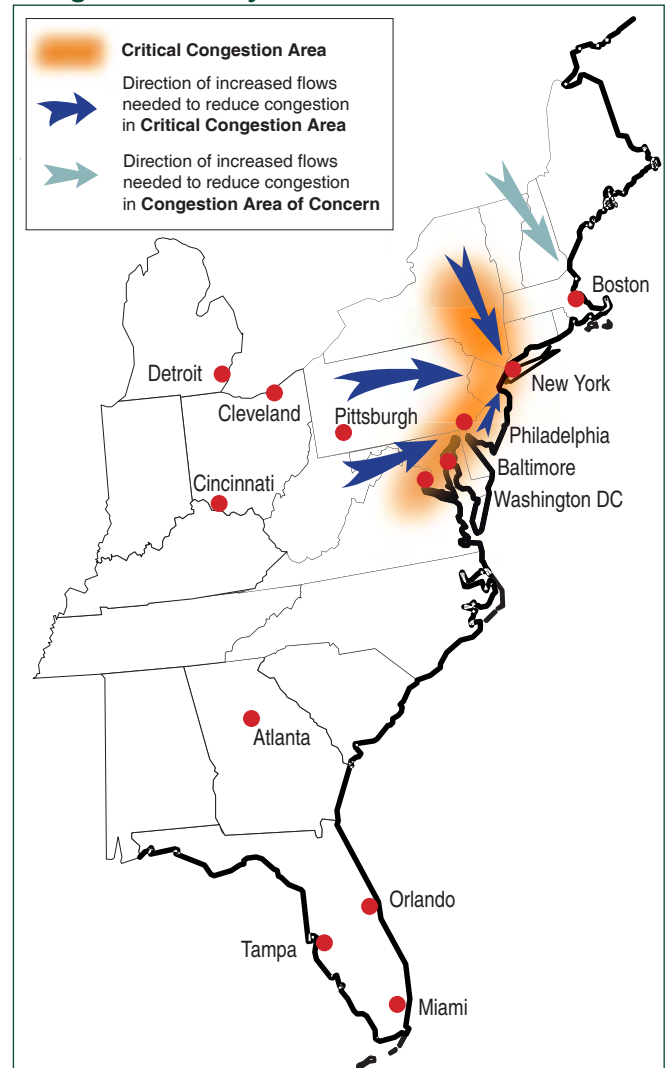 Critical Congestion Area
Direction of increased flows
needed to reduce congestion
in Critical Congestion Area
Direction of increased flows
needed to reduce congestion
in Congestion Area of Concern
Boston
Detroit
New York
Cleveland
Pittsburgh
Philadelphia
Baltimore
Cincinnati
Washington DC
Atlanta
Orlando
Tampa
Miami